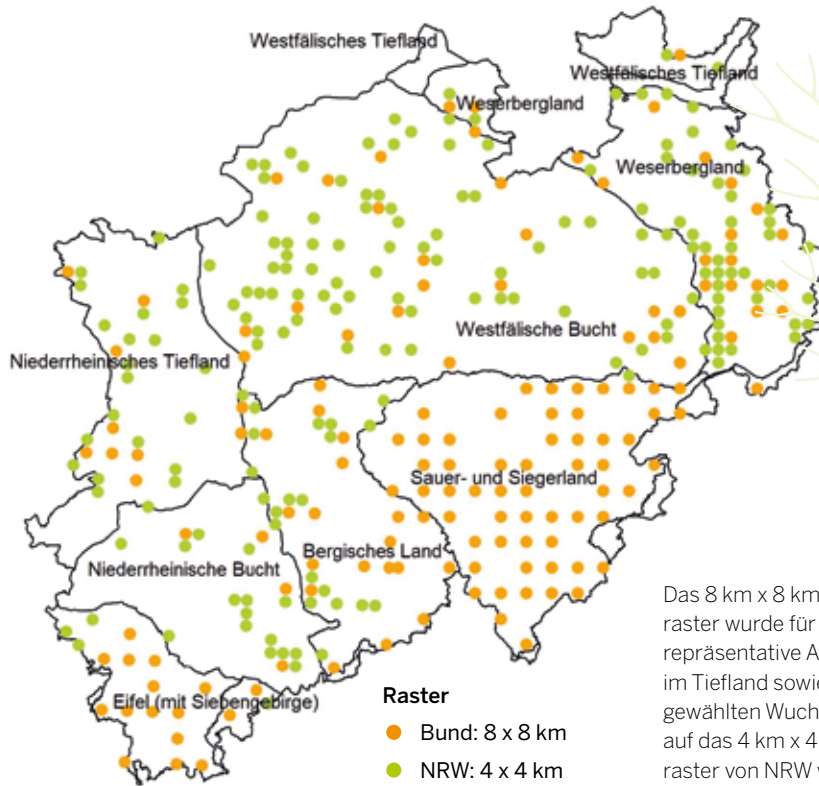 Westfälisches Tiefland
Westfälisches Tiefland
Weserbergland
Weserbergland
Westfälische Bucht
Niederrheinisches Tiefland
Sauer- und Siegerland
Bergisches Land
Niederrheinische Bucht
Eifel (mit Siebengebirge)
Raster
Bund: 8 x 8 km
NRW: 4 x 4 km
Das 8 km x 8 km
raster wurde für
repräsentative A
im Tiefland sowie
gewählten Wuch
auf das 4 km x 4
raster von NRW v